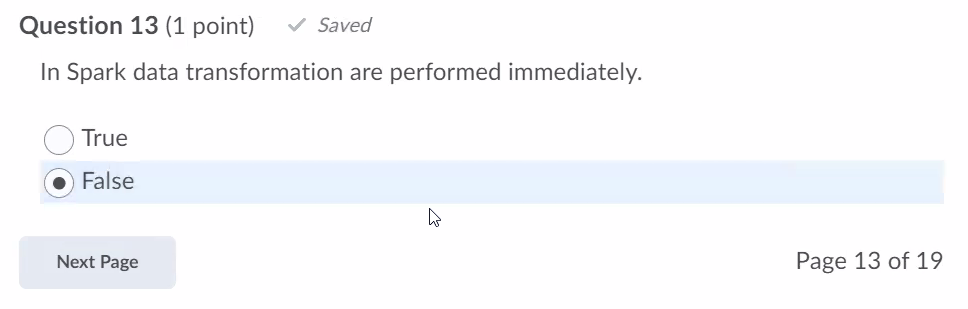 Question 13 (1 point) Saved
In Spark data transformation are performed immediately.
True
False
Next Page Page 13 of 19